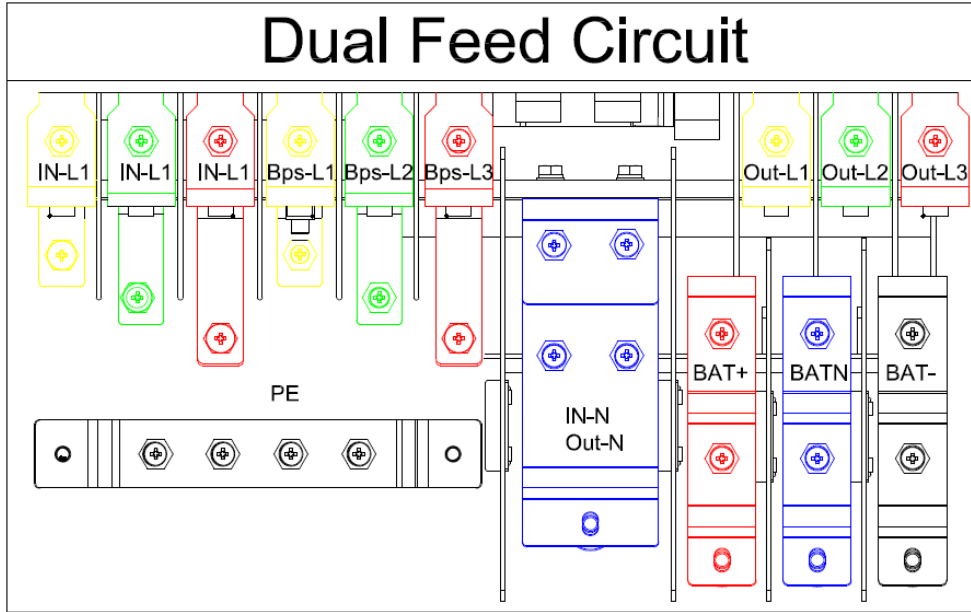 Dual Feed Circuit
IN-L1
IN-L1
IN-L1
Bps-L1
Bps-L2
Bps-L3
Out-L1
Out-L2
Out-L3
PE
IN-N
Out-N
BAT+
BATN
BAT-